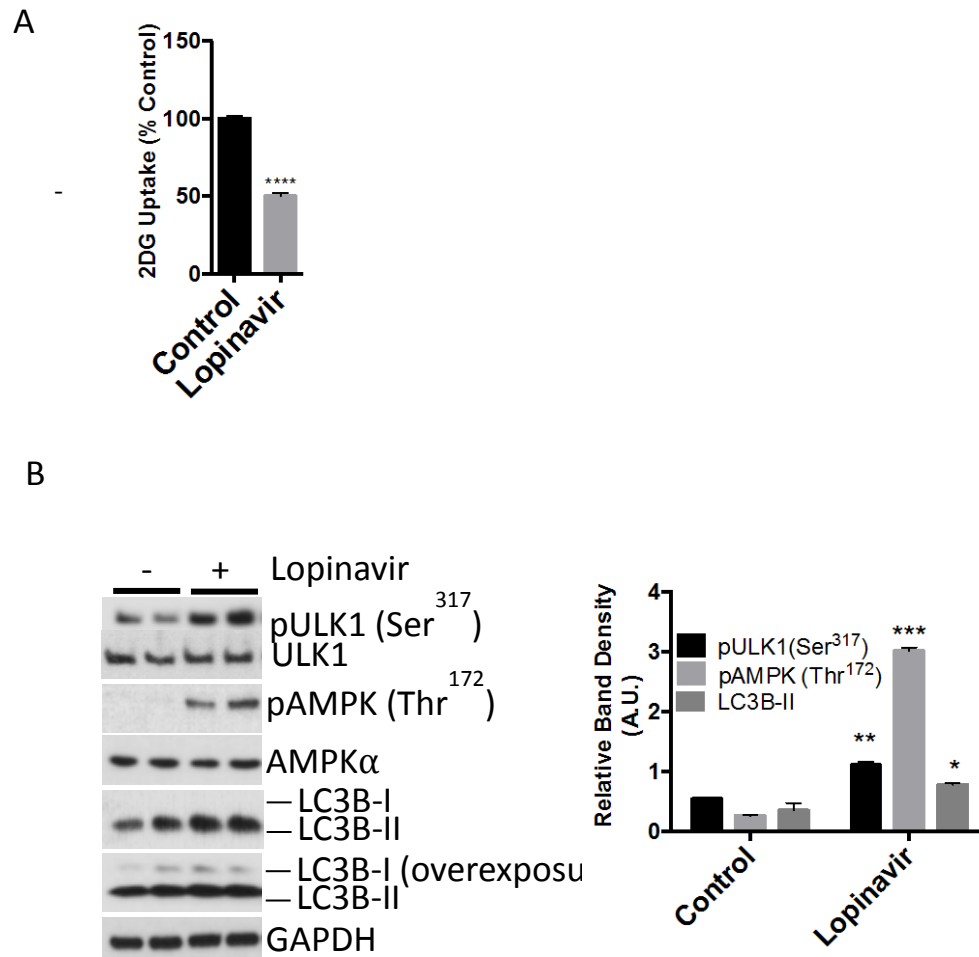 A
150
100
50
0
2DG Uptake (% Control)
****
-
Control
Lopinavir
B
- + Lopinavir
pULK1 (Ser317)
ULK1
pAMPK (Thr172)
AMPKα
LC3B-I
LC3B-II
LC3B-I (overexposu
LC3B-II
GAPDH
4
3
2
1
0
Relative Band Density
(A.U.)
pULK1(Ser317)
pAMPK (Thr172)
LC3B-II
**
***
*
Control
Lopinavir